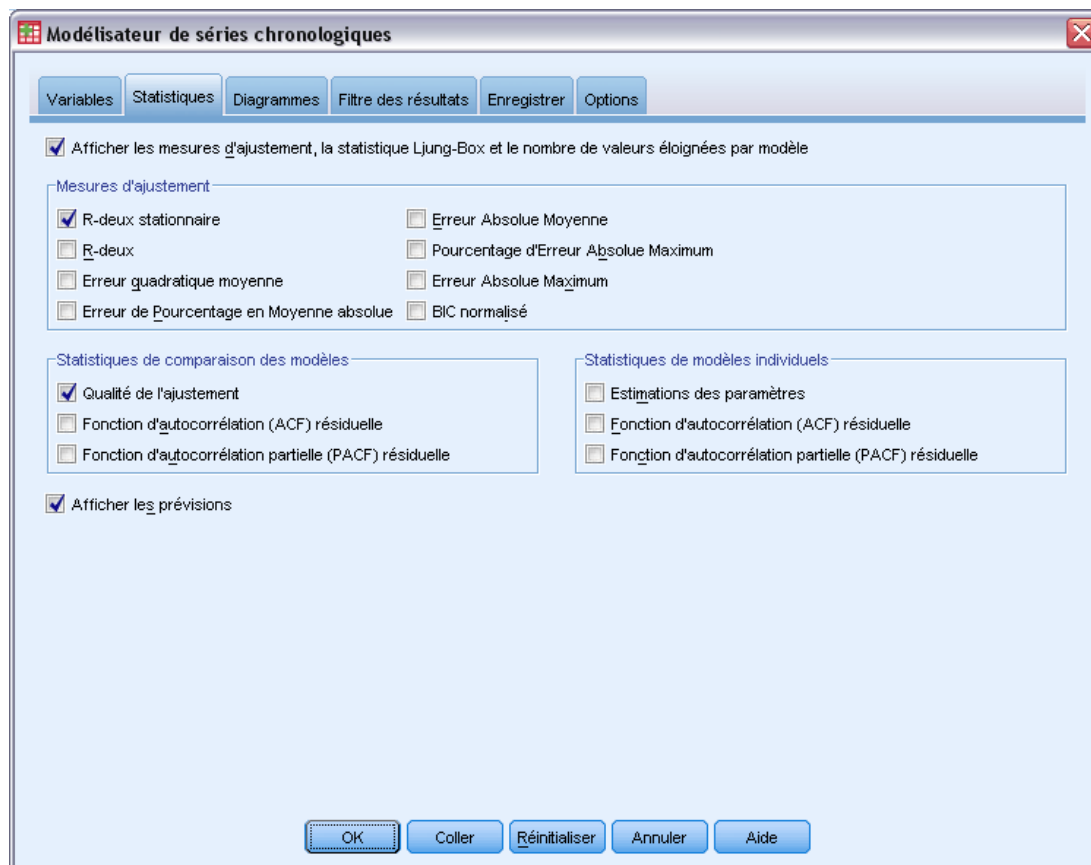 Modélisateur de séries chronologiques
Variables Statistiques Diagrammes Filtre des résultats Enregistrer Options
Afficher les mesures d'ajustement, la statistique Ljung-Box et le nombre de valeurs éloignées par modèle
Mesures d'ajustement
R-deux stationnaire
Erreur Absolue Moyenne
R-deux
Pourcentage d'Erreur Absolue Maximum
Erreur quadratique moyenne
Erreur Absolue Maximum
Erreur de Pourcentage en Moyenne absolue
BIC normalisé
Statistiques de comparaison des modèles
Qualité de l'ajustement
Fonction d'autocorrélation (ACF) résiduelle
Fonction d'autocorrélation partielle (PACF) résiduelle
Statistiques de modèles individuels
Estimations des paramètres
Fonction d'autocorrélation (ACF) résiduelle
Fonction d'autocorrélation partielle (PACF) résiduelle
Afficher les prévisions
OK Coller Réinitialiser Annuler Aide